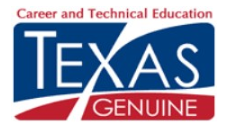 Career and Technical Education
TEXAS
GENUINE